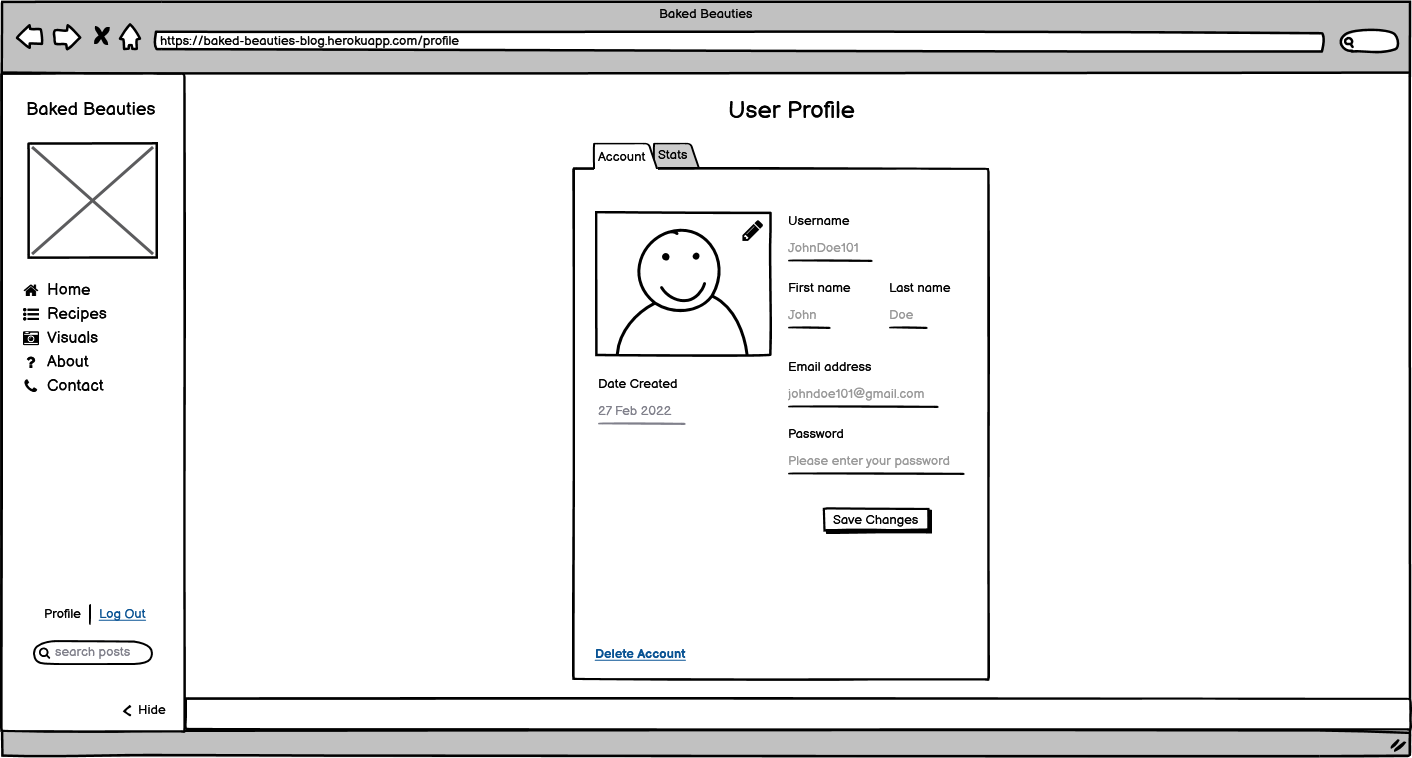 Baked Beauties
https://baked-beauties-blog.herokuapp.com/profile
Baked Beauties
Home
Recipes
Visuals
? About
Contact
Profile | Log Out
search posts
< Hide
User Profile
Account Stats
Username
JohnDoe101
First name Last name
John Doe
Email address
johndoe101@gmail.com
Password
Please enter your password
Save Changes
Date Created
27 Feb 2022
Delete Account